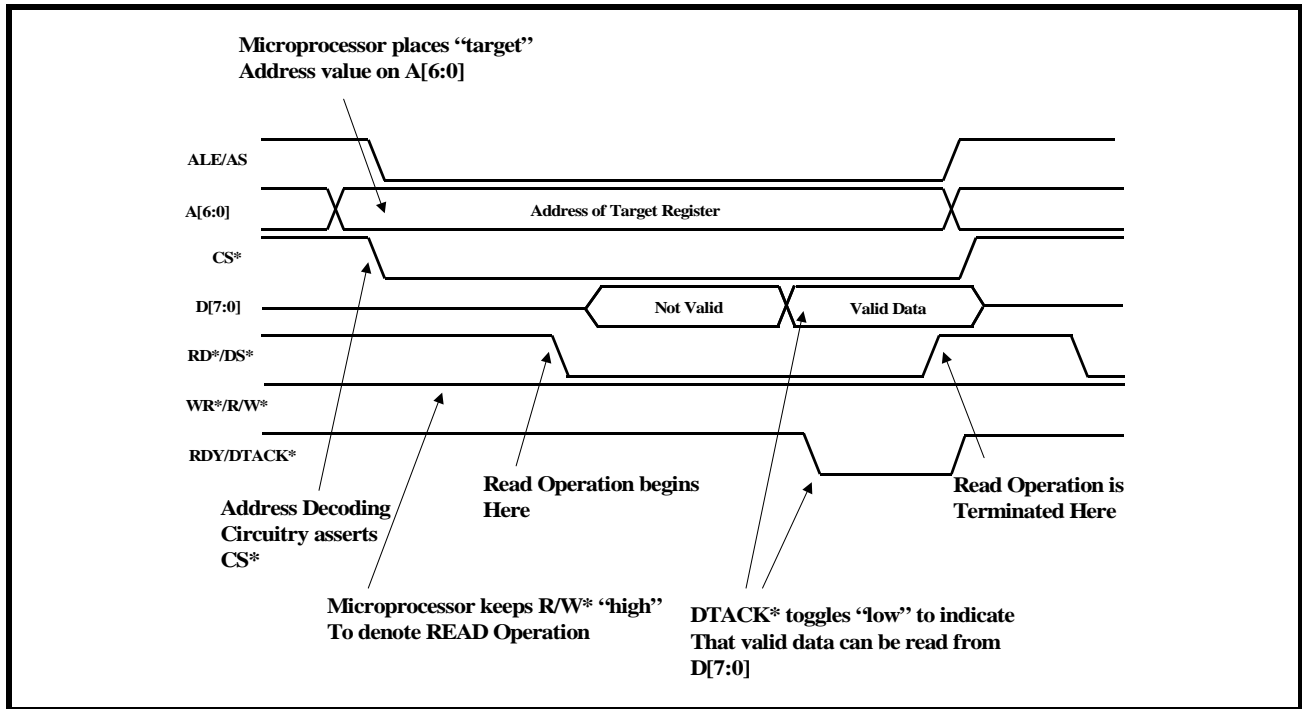 Microprocessor places “target”
Address value on A[6:0]
ALE/AS
A[6:0]
Address of Target Register
CS*
D[7:0]
Not Valid
Valid Data
RD*/DS*
WR*/R/W*
RDY/DTACK*
Read Operation begins
Here
Read Operation is
Terminated Here
Address Decoding
Circuitry asserts
CS*
Microprocessor keeps R/W* “high”
To denote READ Operation
DTACK* toggles “low” to indicate
That valid data can be read from
D[7:0]